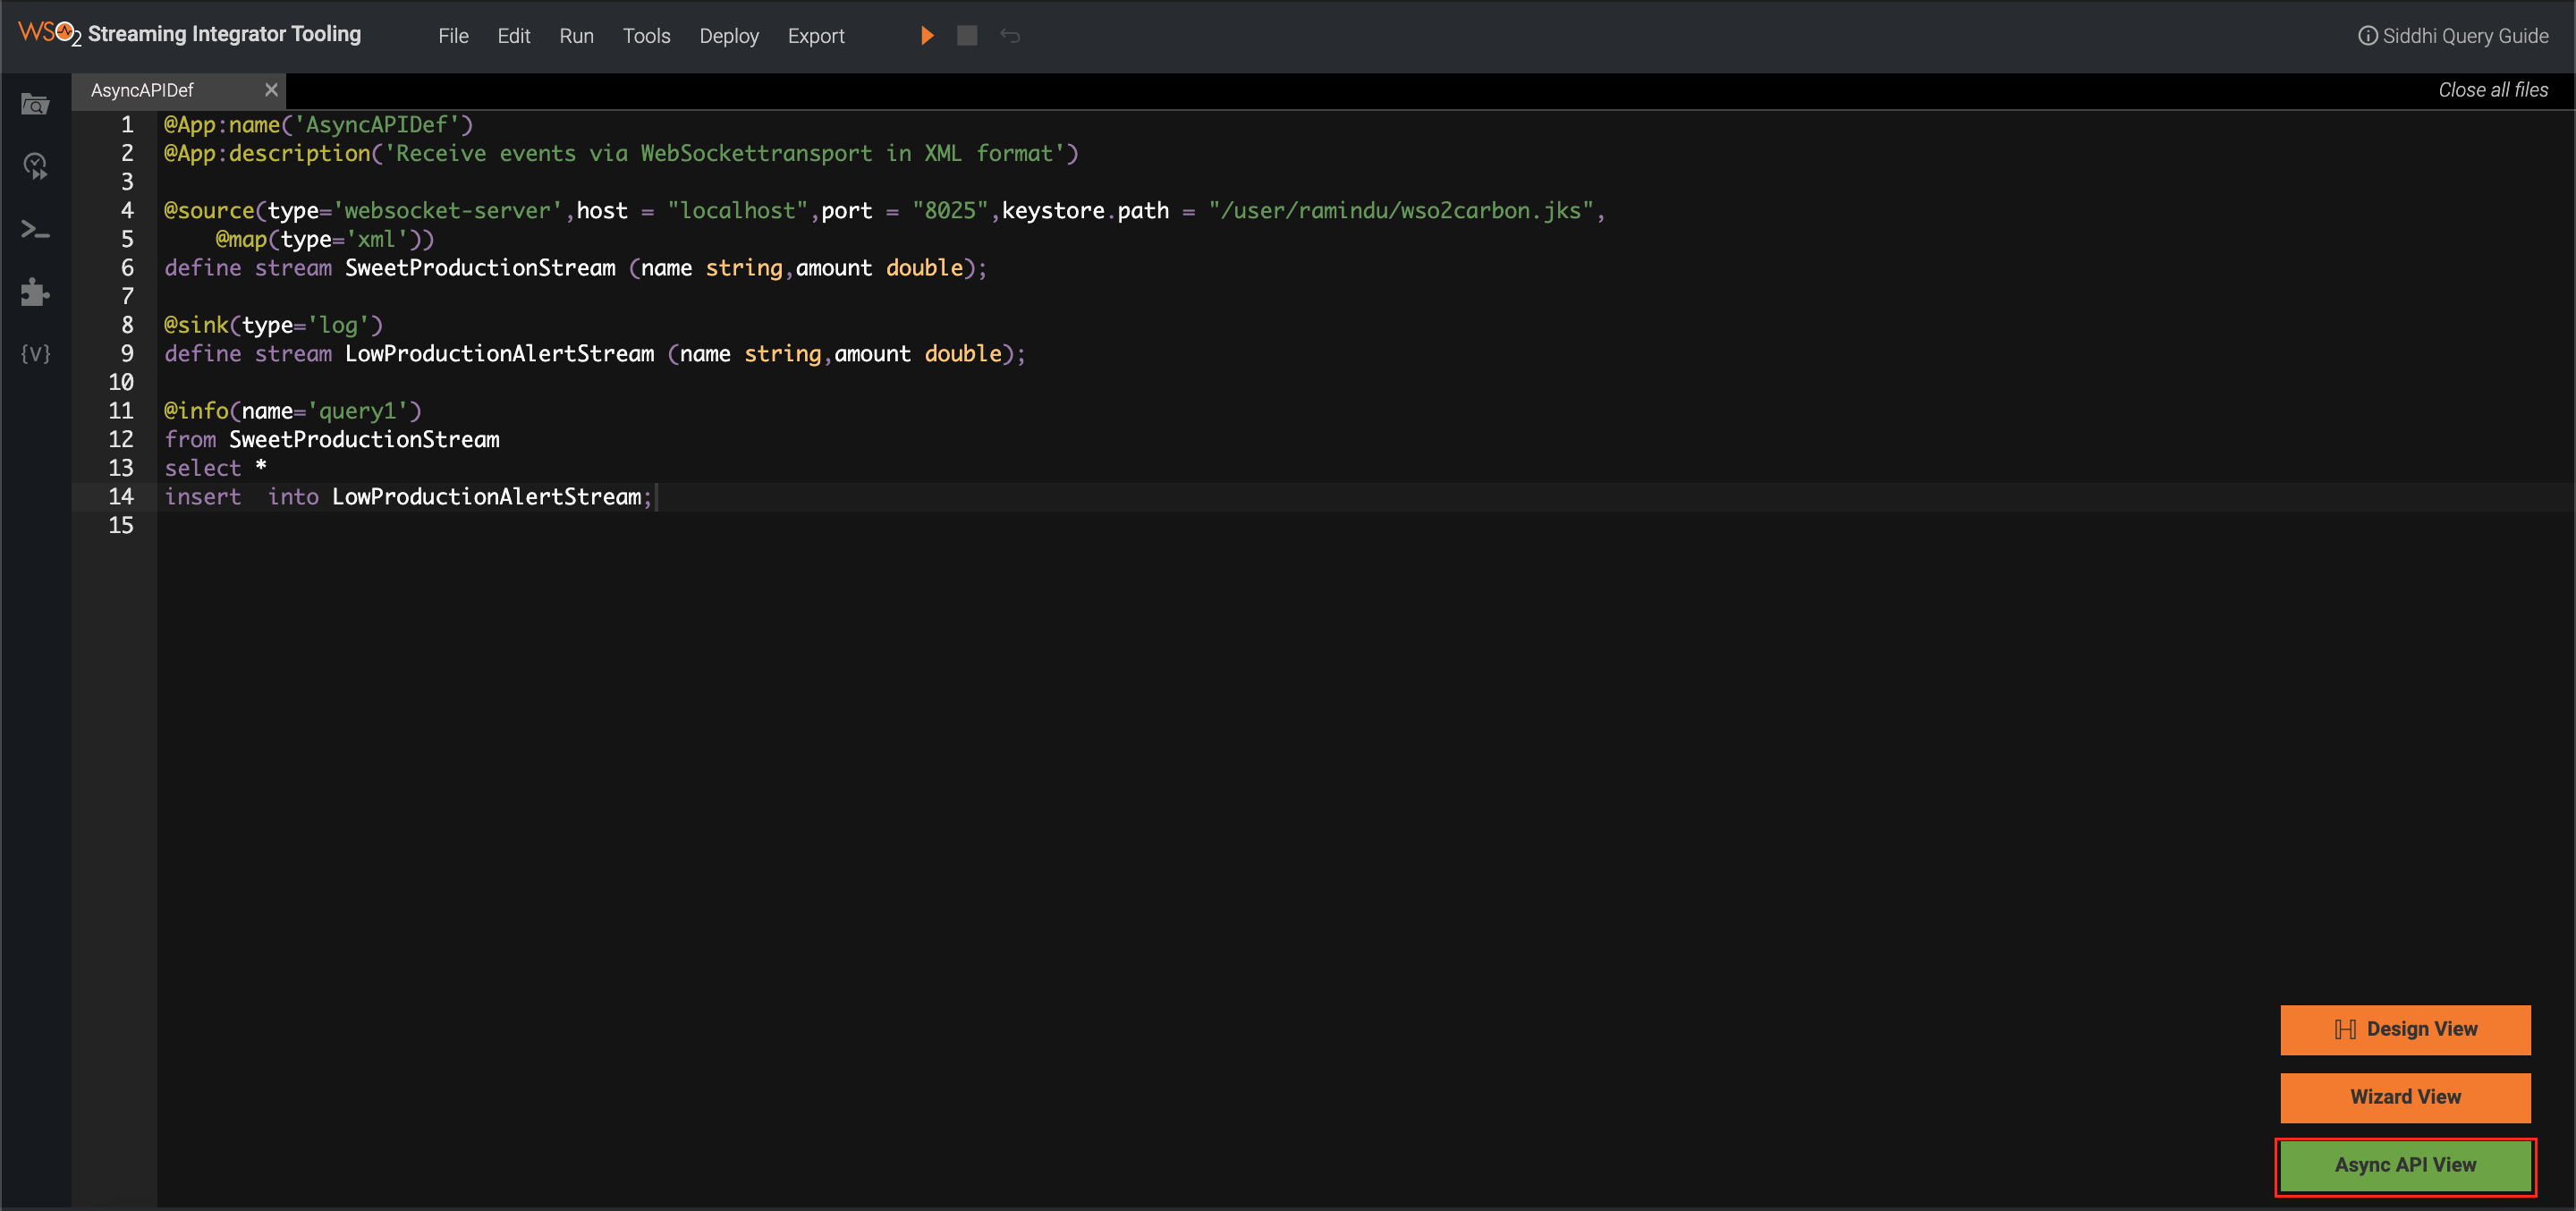 WSO2 Streaming Integrator Tooling File Edit Run Tools Deploy Export Siddhi Query Guide
AsyncAPIDef Close all files
1 @App:name('AsyncAPIDef')
2 @App:description('Receive events via WebSockettransport in XML format')
3
4 @source(type='websocket-server',host = "localhost",port = "8025",keystore.path = "/user/ramindu/wso2carbon.jks",
5 @map(type='xml'))
6 define stream SweetProductionStream (name string,amount double);
7
8 @sink(type='log')
9 define stream LowProductionAlertStream (name string,amount double);
10
11 @info(name='query1')
12 from SweetProductionStream
13 select *
14 insert  into LowProductionAlertStream;
15
{V}
Design View
Wizard View
Async API View